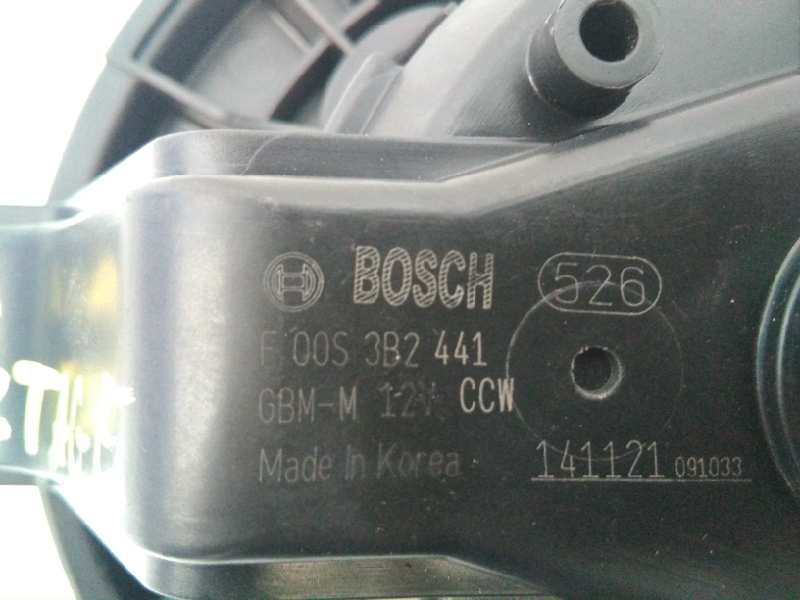 BOSCH 526
F 00S 3B2 441
GBM-M 12V CCW
Made In Korea 141121 091033